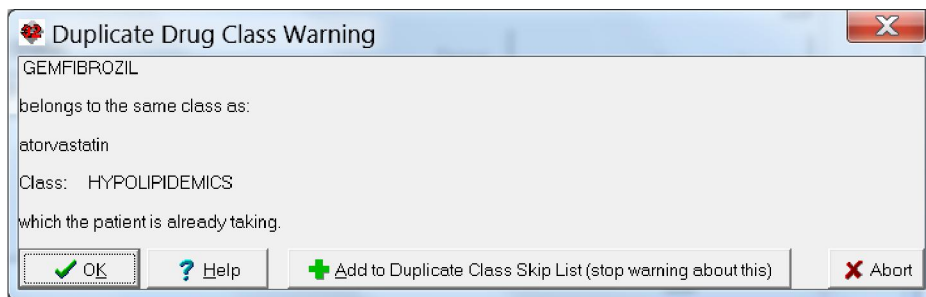 Duplicate Drug Class Warning
GEMFIBROZIL
belongs to the same class as:
atorvastatin
Class: HYPOLIPIDEMICS
which the patient is already taking.
OK
Help
Add to Duplicate Class Skip List (stop warning about this)
Abort